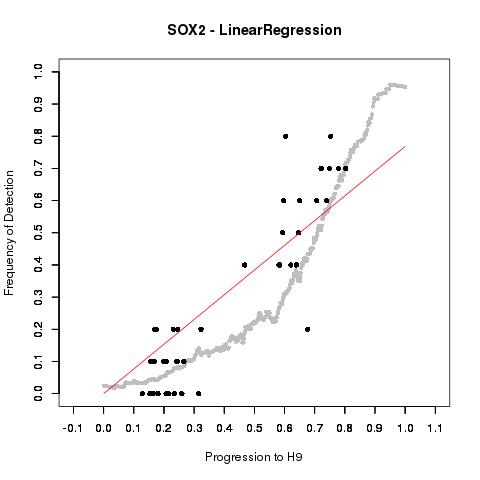 SOX2 - LinearRegression
Frequency of Detection
1.0
0.9
0.8
0.7
0.6
0.5
0.4
0.3
0.2
0.1
0.0
-0.1 0.0 0.1 0.2 0.3 0.4 0.5 0.6 0.7 0.8 0.9 1.0 1.1
Progression to H9